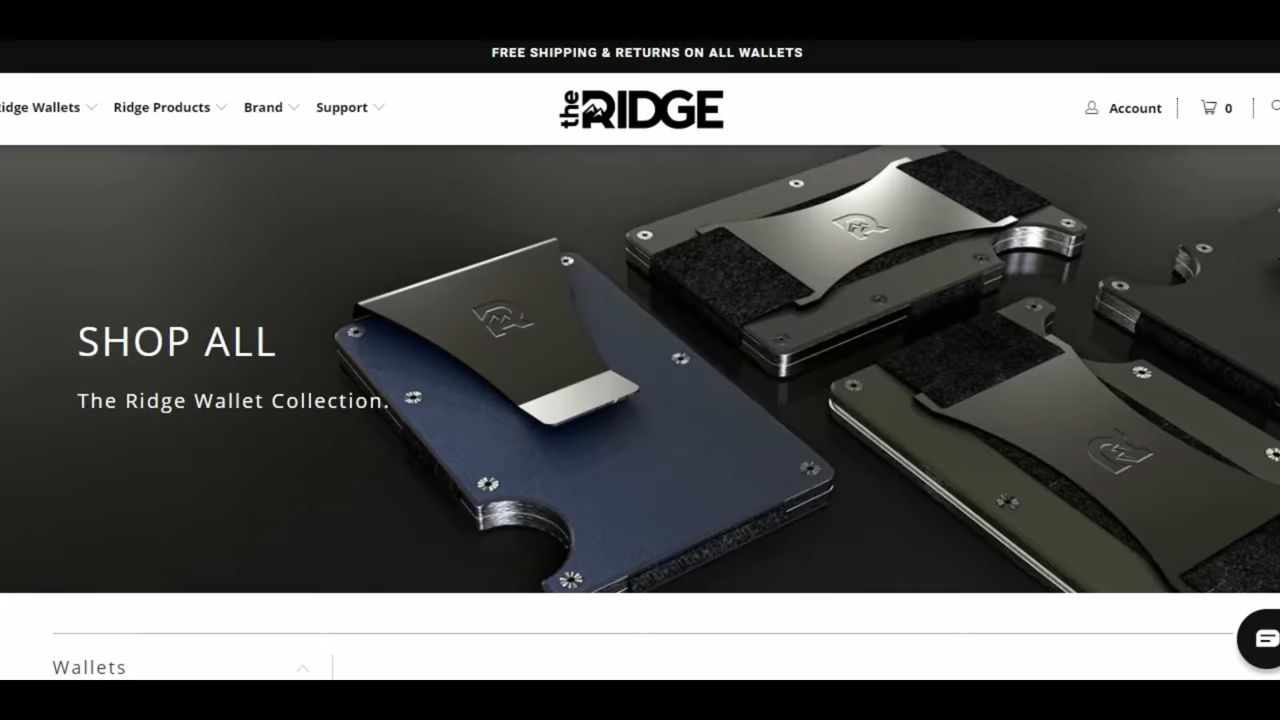 FREE SHIPPING & RETURNS ON ALL WALLETS
Ridge Wallets Ridge Products Brand Support
the RIDGE
Account 0
SHOP ALL
The Ridge Wallet Collection.
Wallets